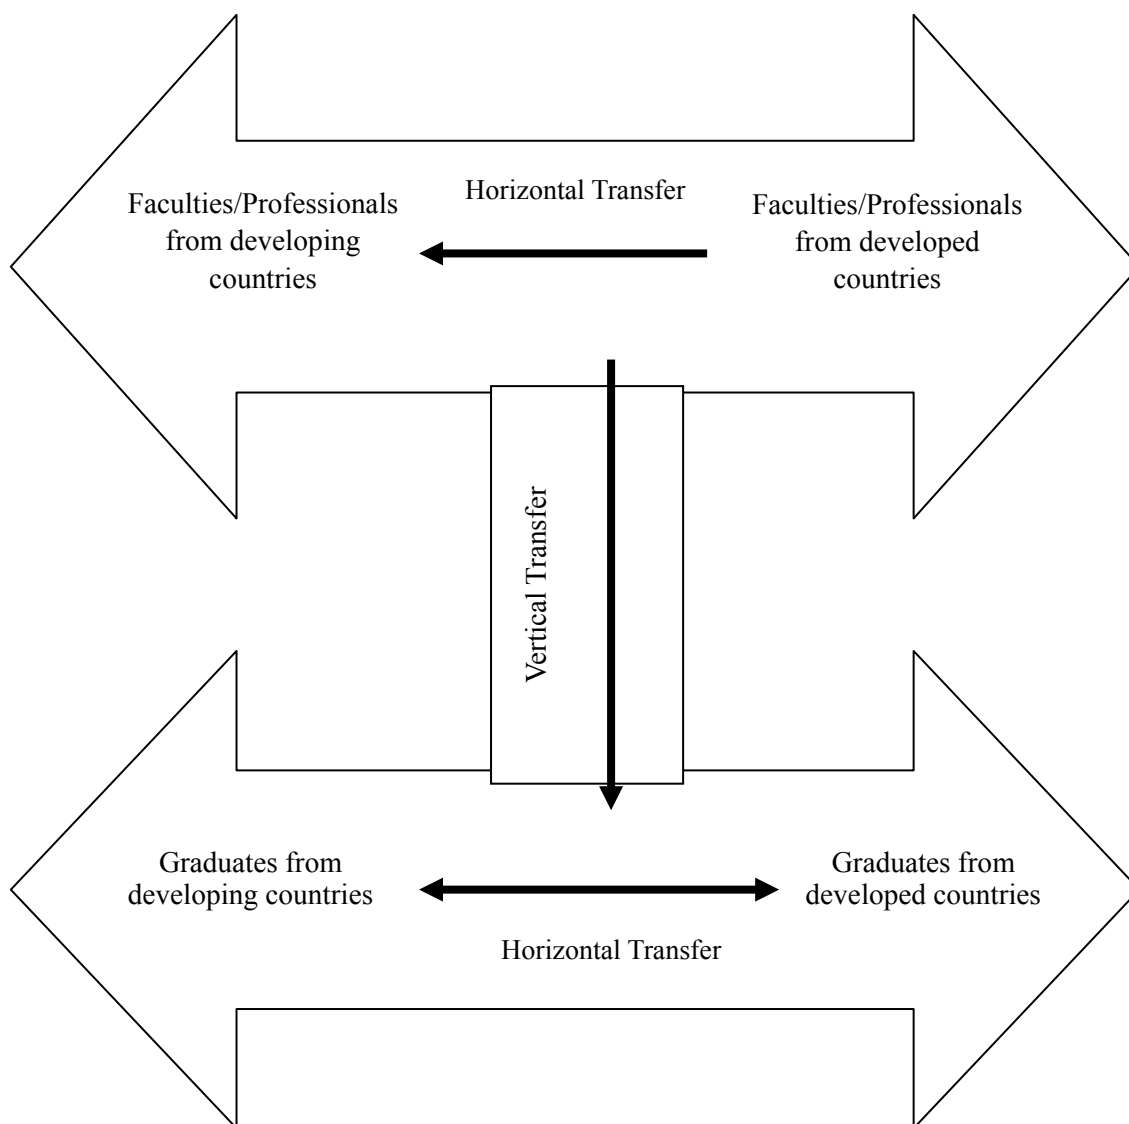 Faculties/Professionals
from developing
countries
Horizontal Transfer
Faculties/Professionals
from developed
countries
Vertical Transfer
Graduates from
developing countries
Graduates from
developed countries
Horizontal Transfer